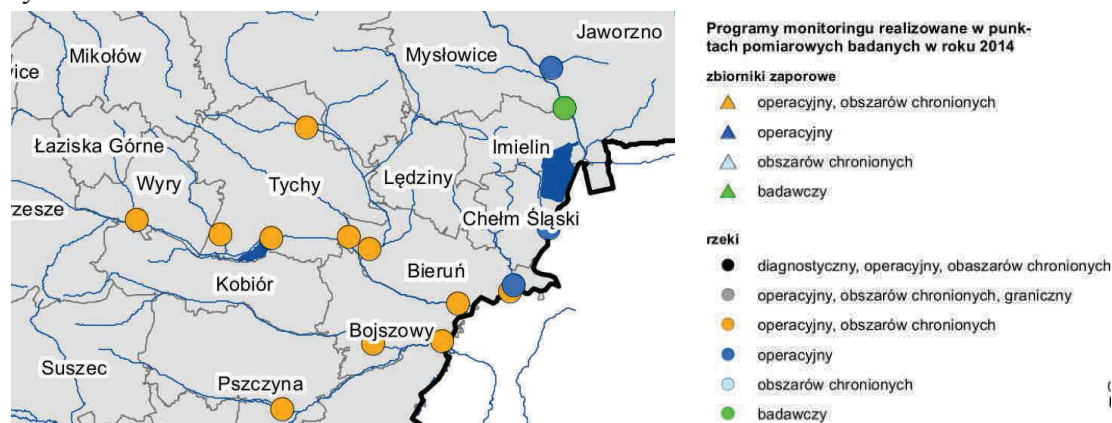 Jaworzno
Mysłowice
Mikołów
Imielin
Łaziska Górne
Wyry
Tychy
Lędziny
Chełm Śląski
Kobiór
Bieruń
Bojszowy
Suszec
Pszczyna
Programy monitoringu realizowane w punk-
tach pomiarowych badanych w roku 2014
zbiorniki zaporowe
operacyjny, obszarów chronionych
operacyjny
obszarów chronionych
badawczy
rzeki
diagnostyczny, operacyjny, obaszarów chronionych
operacyjny, obszarów chronionych, graniczny
operacyjny, obszarów chronionych
operacyjny
obszarów chronionych
badawczy